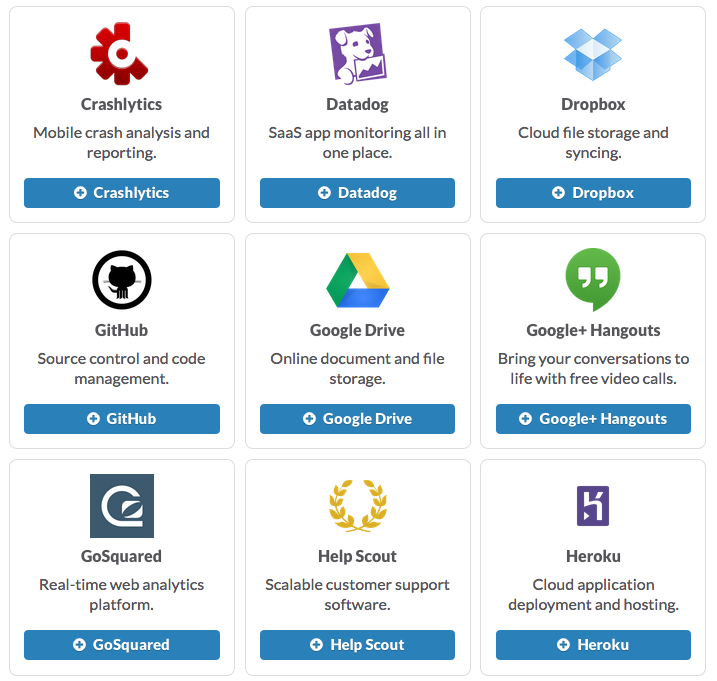 Crashlytics
Mobile crash analysis and
reporting.
Crashlytics
Datadog
SaaS app monitoring all in
one place.
Datadog
Dropbox
Cloud file storage and
syncing.
Dropbox
GitHub
Source control and code
management.
GitHub
Google Drive
Online document and file
storage.
Google Drive
Google+ Hangouts
Bring your conversations to
life with free video calls.
Google+ Hangouts
GoSquared
Real-time web analytics
platform.
GoSquared
Help Scout
Scalable customer support
software.
Help Scout
Heroku
Cloud application
deployment and hosting.
Heroku